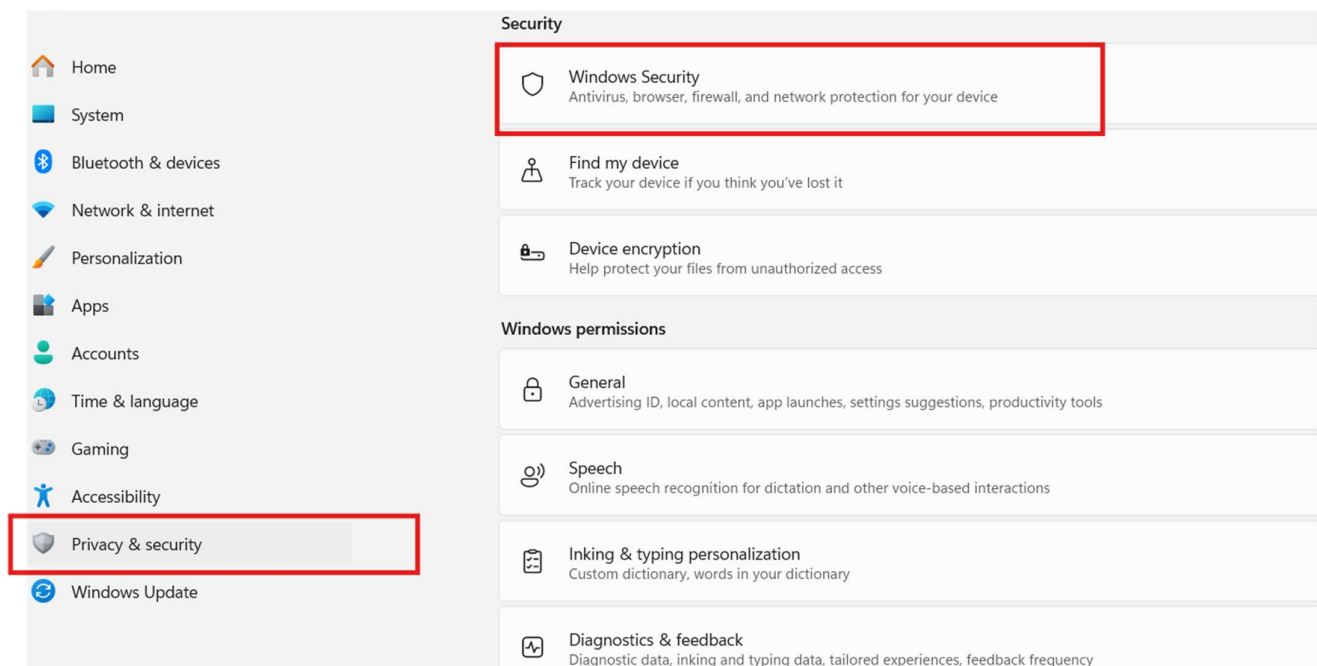 Home
System
Bluetooth & devices
Network & internet
Personalization
Apps
Accounts
Time & language
Gaming
Accessibility
Privacy & security
Windows Update
Security
Windows Security
Antivirus, browser, firewall, and network protection for your device
Find my device
Track your device if you think you've lost it
Device encryption
Help protect your files from unauthorized access
Windows permissions
General
Advertising ID, local content, app launches, settings suggestions, productivity tools
Speech
Online speech recognition for dictation and other voice-based interactions
Inking & typing personalization
Custom dictionary, words in your dictionary
Diagnostics & feedback
Diagnostic data, inking and typing data, tailored experiences, feedback frequency